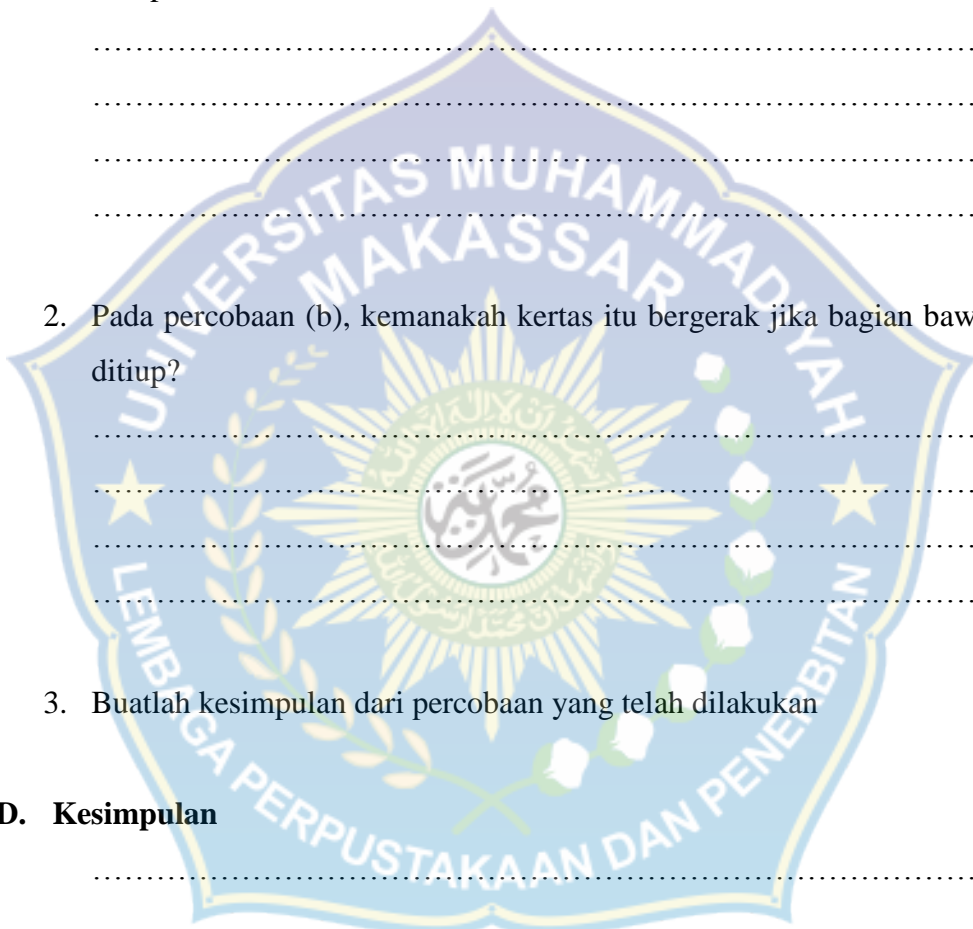 ……………………………………………………………………
……………………………………………………………………
……………………………………………………………………
……………………………………………………………………
UNIVERSITAS MUHAMMADIYAH
MAKASSAR
2. Pada percobaan (b), kemanakah kertas itu bergerak jika bagian baw
ditiup?
……………………………………………………………………
……………………………………………………………………
……………………………………………………………………
……………………………………………………………………
3. Buatlah kesimpulan dari percobaan yang telah dilakukan
D. Kesimpulan
LEMBAGA PERPUSTAKAAN DAN PENERBITAN
……………………………………………………………………